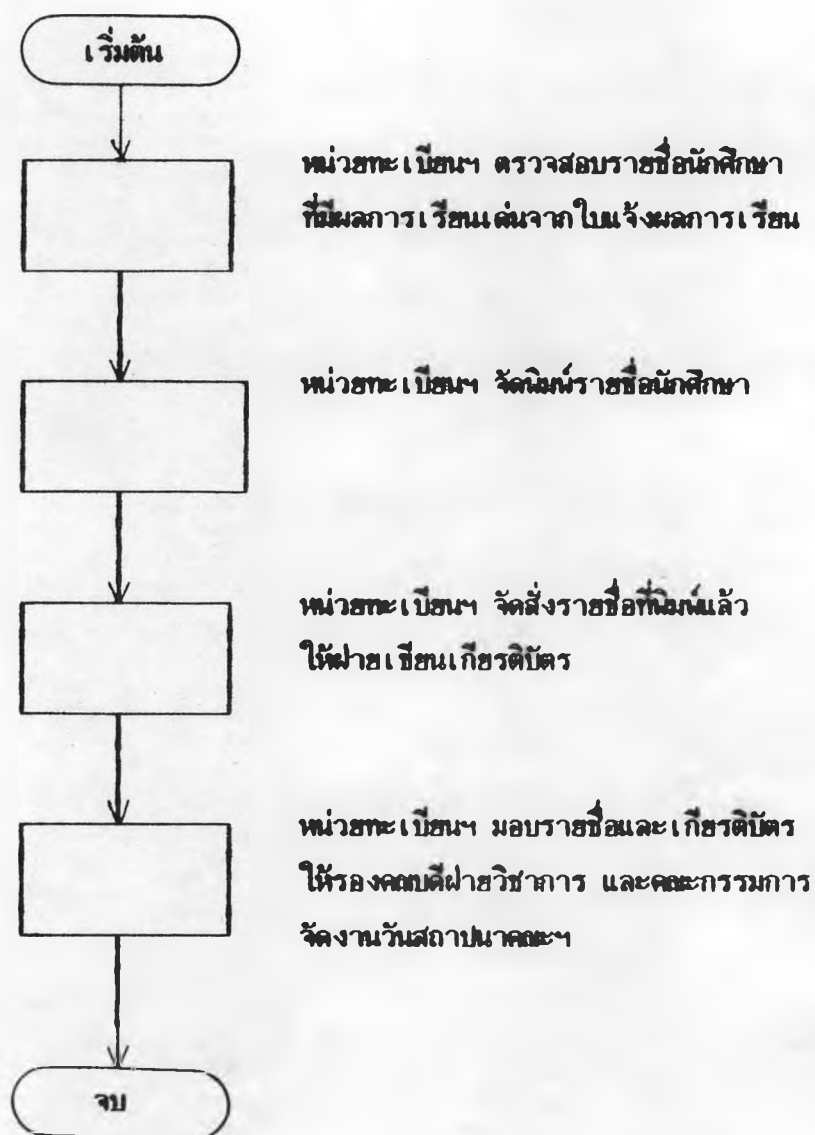 เริ่มต้น
หน่วยทะเบียนฯ ตรวจสอบรายชื่อนักศึกษา
ที่มีผลการเรียนเด่นจากใบแจ้งผลการเรียน
หน่วยทะเบียนฯ จัดพิมพ์รายชื่อนักศึกษา
หน่วยทะเบียนฯ จัดส่งรายชื่อที่พิมพ์แล้ว
ให้ฝ่ายเขียนเกียรติบัตร
หน่วยทะเบียนฯ มอบรายชื่อและเกียรติบัตร
ให้รองคณบดีฝ่ายวิชาการ และคณะกรรมการ
จัดงานวันสถาปนาคณะฯ
จบ